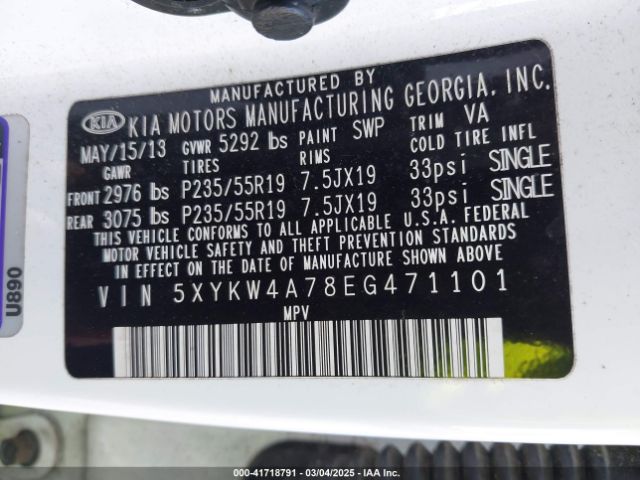 MANUFACTURED BY
KIA KIA MOTORS MANUFACTURING GEORGIA, INC.
MAY/15/13 GVWR 5292 lbs PAINT SWP TRIM VA
GAWR TIRES RIMS COLD TIRE INFL
FRONT 2976 lbs P235/55R19 7.5JX19 33psi SINGLE
REAR 3075 lbs P235/55R19 7.5JX19 33psi SINGLE
THIS VEHICLE CONFORMS TO ALL APPLICABLE U.S.A. FEDERAL
MOTOR VEHICLE SAFETY AND THEFT PREVENTION STANDARDS
IN EFFECT ON THE DATE OF MANUFACTURE SHOWN ABOVE.
VIN 5XYKW4A78EG471101
MPV
U890
000-41718791 — 03/04/2025 — IAA Inc.